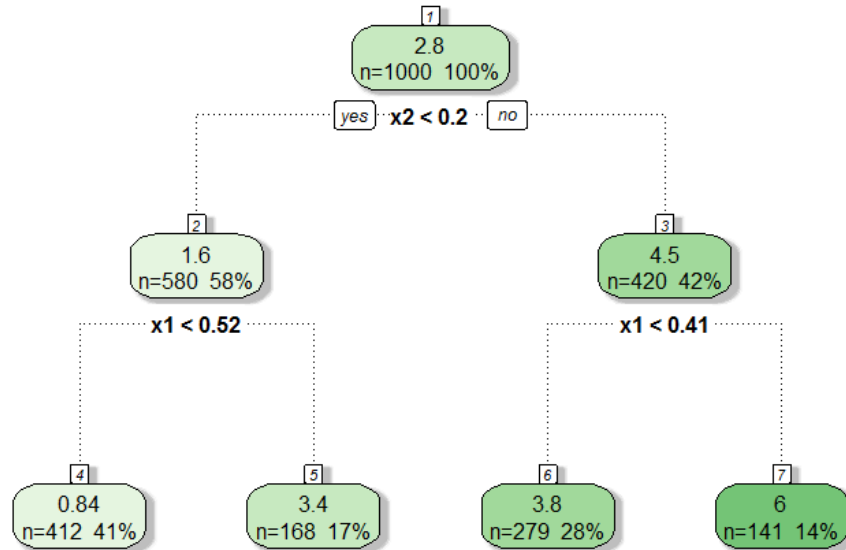 1
2.8
n=1000 100%
yes x2 < 0.2 no
2
1.6
n=580 58%
3
4.5
n=420 42%
x1 < 0.52
x1 < 0.41
4
0.84
n=412 41%
5
3.4
n=168 17%
6
3.8
n=279 28%
7
6
n=141 14%